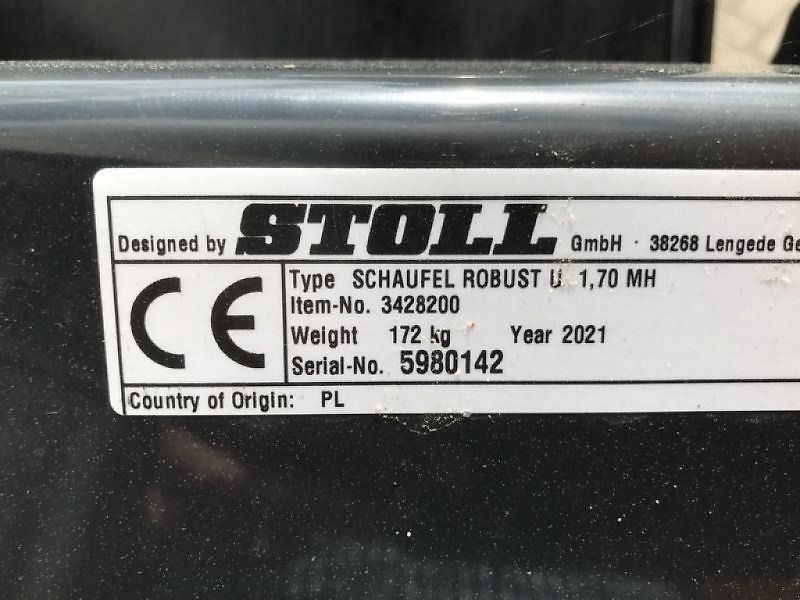 Designed by STOLL GmbH · 38268 Lengede Ge
CE
Type SCHAUFEL ROBUST U 1,70 MH
Item-No. 3428200
Weight 172 kg Year 2021
Serial-No. 5980142
Country of Origin: PL